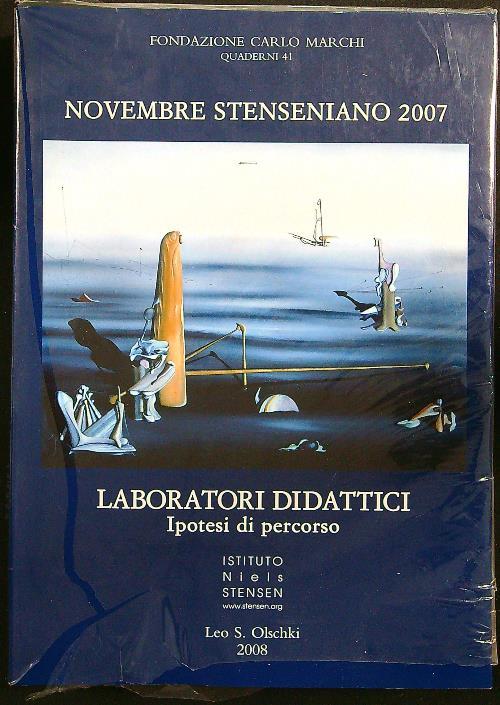 FONDAZIONE CARLO MARCHI
QUADERNI 41
NOVEMBRE STENSENIANO 2007
LABORATORI DIDATTICI
Ipotesi di percorso
ISTITUTO
Niels
STENSEN
www.stensen.org
Leo S. Olschki
2008